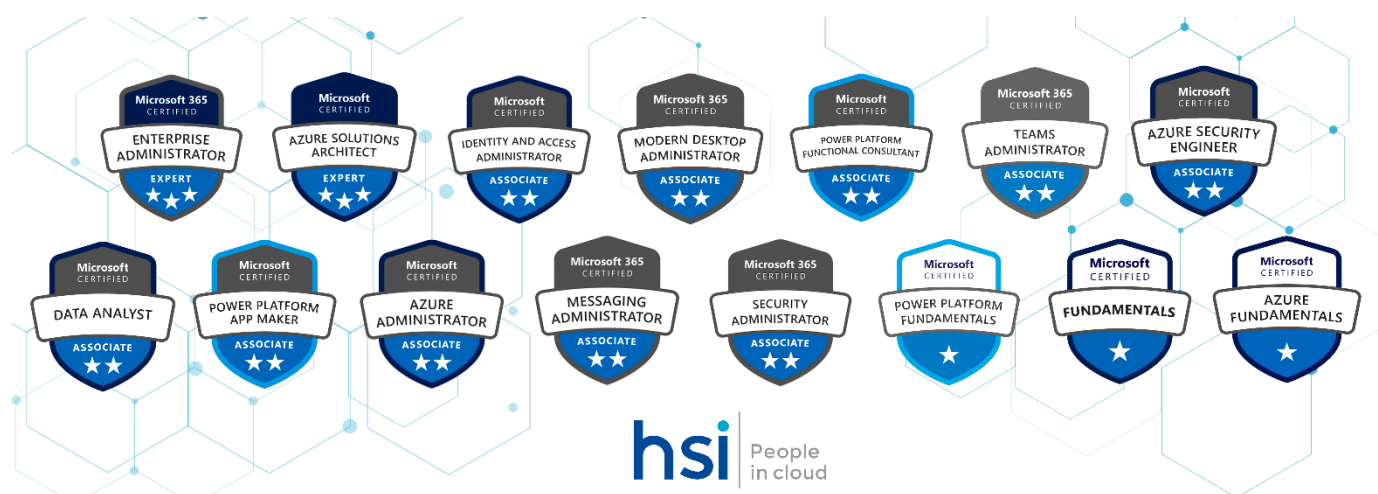 Microsoft 365
CERTIFIED
ENTERPRISE
ADMINISTRATOR
EXPERT
Microsoft
CERTIFIED
AZURE SOLUTIONS
ARCHITECT
EXPERT
Microsoft
CERTIFIED
IDENTITY AND ACCESS
ADMINISTRATOR
ASSOCIATE
Microsoft 365
CERTIFIED
MODERN DESKTOP
ADMINISTRATOR
ASSOCIATE
Microsoft
CERTIFIED
POWER PLATFORM
FUNCTIONAL CONSULTANT
ASSOCIATE
Microsoft 365
CERTIFIED
TEAMS
ADMINISTRATOR
ASSOCIATE
Microsoft
CERTIFIED
AZURE SECURITY
ENGINEER
ASSOCIATE
Microsoft
CERTIFIED
DATA ANALYST
ASSOCIATE
Microsoft
CERTIFIED
POWER PLATFORM
APP MAKER
ASSOCIATE
Microsoft
CERTIFIED
AZURE
ADMINISTRATOR
ASSOCIATE
Microsoft 365
CERTIFIED
MESSAGING
ADMINISTRATOR
ASSOCIATE
Microsoft 365
CERTIFIED
SECURITY
ADMINISTRATOR
ASSOCIATE
Microsoft
CERTIFIED
POWER PLATFORM
FUNDAMENTALS
Microsoft
CERTIFIED
FUNDAMENTALS
Microsoft
CERTIFIED
AZURE
FUNDAMENTALS
hsi
People
in cloud